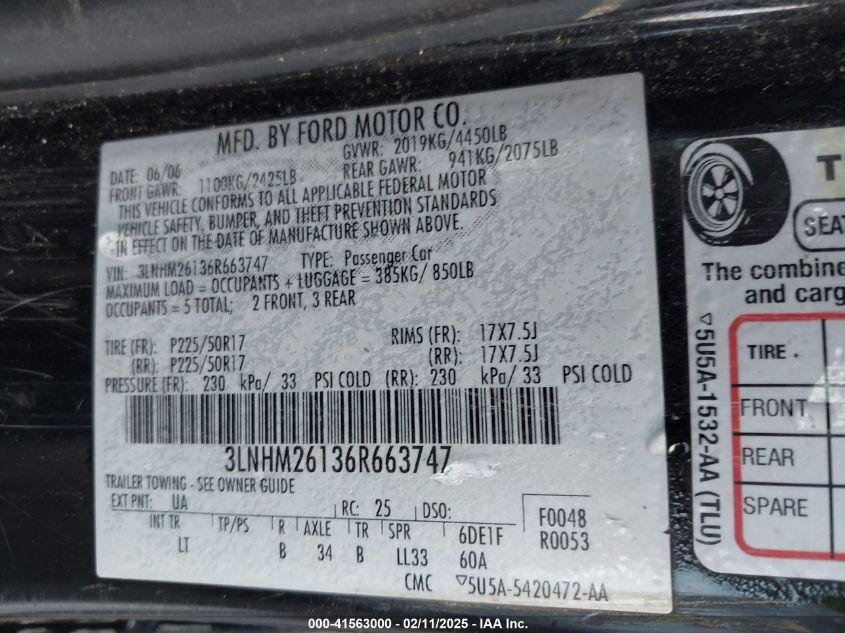 MFD. BY FORD MOTOR CO.
DATE: 06/06 GVWR: 2019KG/4450LB
FRONT GAWR: 1100KG/2425LB REAR GAWR: 941KG/2075LB
THIS VEHICLE CONFORMS TO ALL APPLICABLE FEDERAL MOTOR
VEHICLE SAFETY, BUMPER, AND THEFT PREVENTION STANDARDS
IN EFFECT ON THE DATE OF MANUFACTURE SHOWN ABOVE.
VIN: 3LNHM26136R663747 TYPE: Passenger Car
MAXIMUM LOAD = OCCUPANTS + LUGGAGE = 385KG/ 850LB
OCCUPANTS = 5 TOTAL; 2 FRONT, 3 REAR
TIRE (FR): P225/50R17 RIMS (FR): 17X7.5J
(RR): P225/50R17 (RR): 17X7.5J
PRESSURE (FR): 230 kPa/ 33 PSI COLD (RR): 230 kPa/ 33 PSI COLD
3LNHM26136R663747
TRAILER TOWING - SEE OWNER GUIDE
EXT PNT: UA RC: 25 DSO: F0048
INT TR TP/PS R AXLE TR SPR 6DE1F R0053
LT B 34 B LL33 60A
CMC ▽5U5A-5420472-AA
T
SEAT
The combine
and carg
TIRE
FRONT
REAR
SPARE
▽5U5A-1532-AA (TLU)
000-41563000 - 02/11/2025 - IAA Inc.